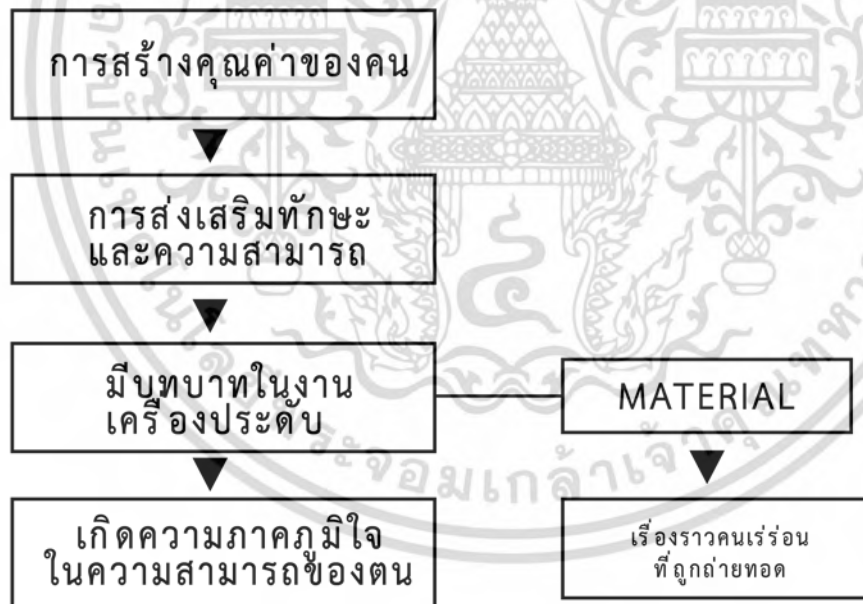 การสร้างคุณค่าของคน
การส่งเสริมทักษะ
และความสามารถ
มีบทบาทในงาน
เครื่องประดับ
MATERIAL
เกิดความภาคภูมิใจ
ในความสามารถของตน
เรื่องราวคนเร่ร่อน
ที่ถูกถ่ายทอด